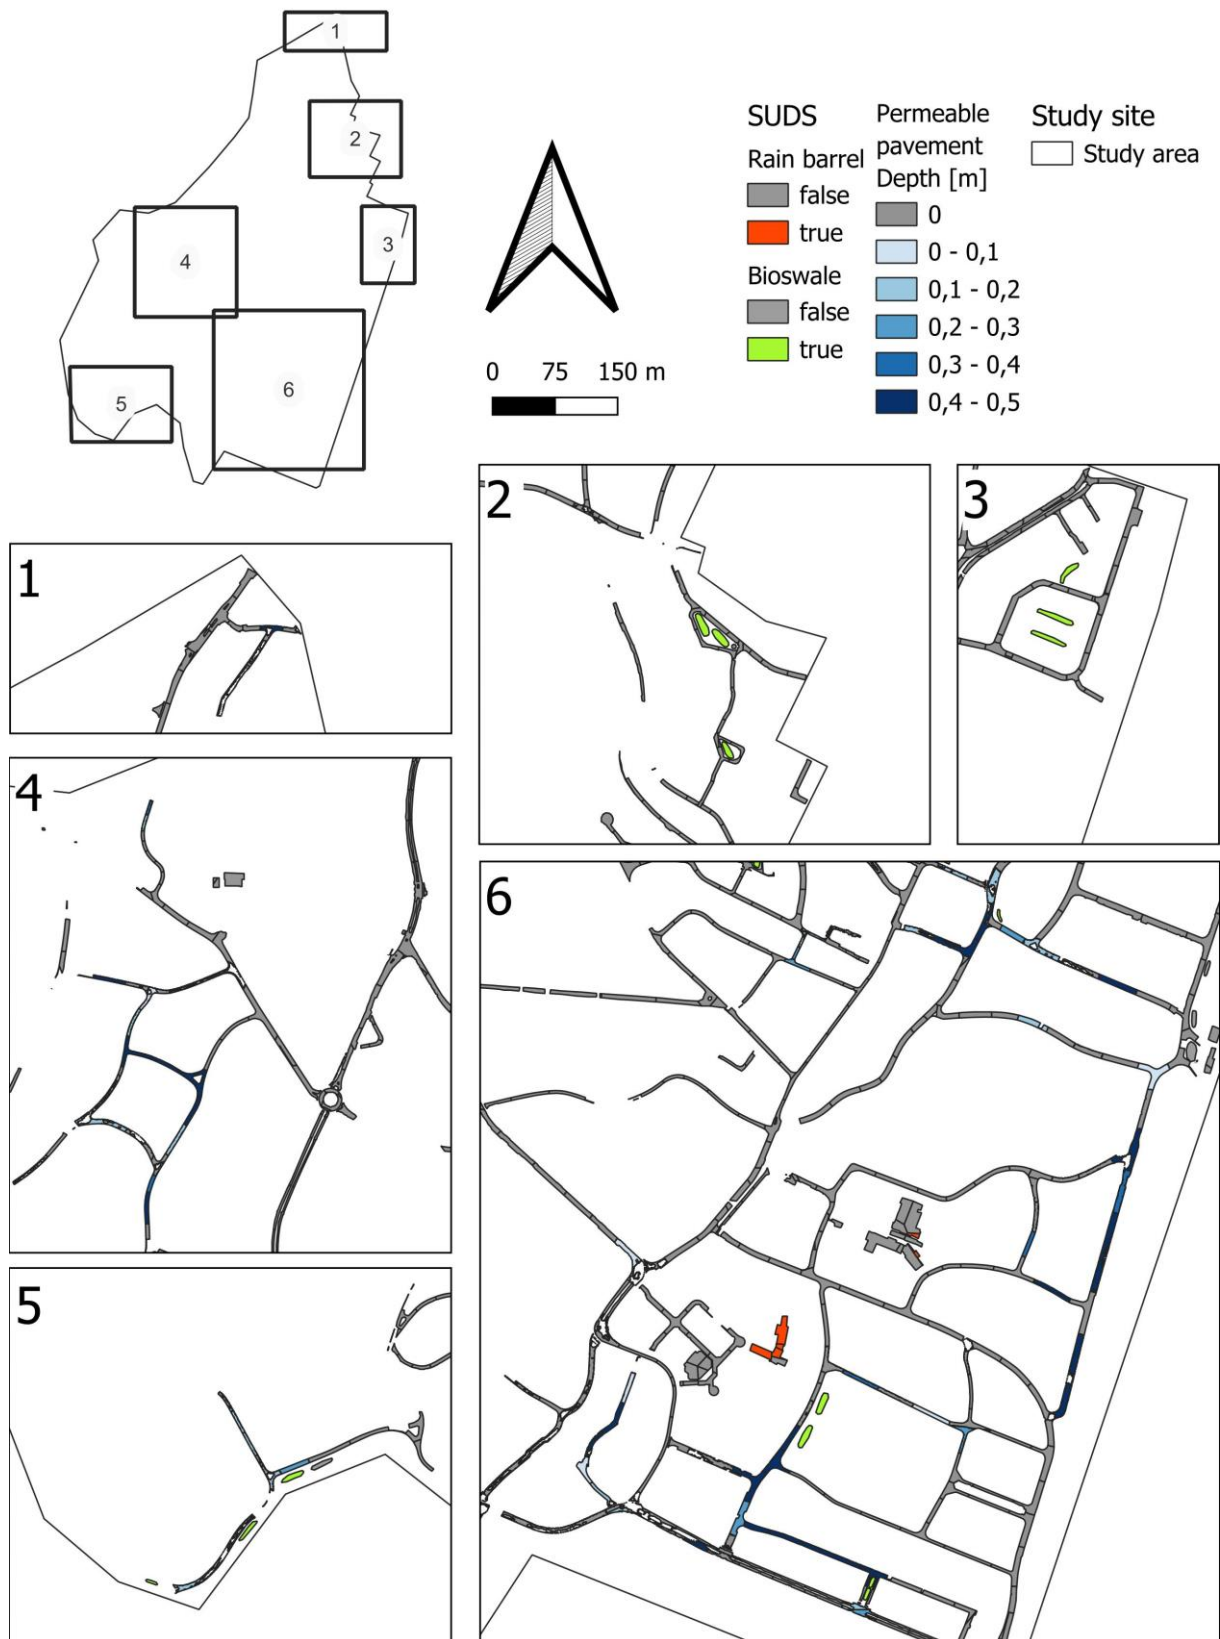 1
2
3
4
5
6
0 75 150 m
SUDS
Rain barrel
false
true
Bioswale
false
true
Permeable
pavement
Depth [m]
0
0 - 0,1
0,1 - 0,2
0,2 - 0,3
0,3 - 0,4
0,4 - 0,5
Study site
Study area
1
2
3
4
5
6